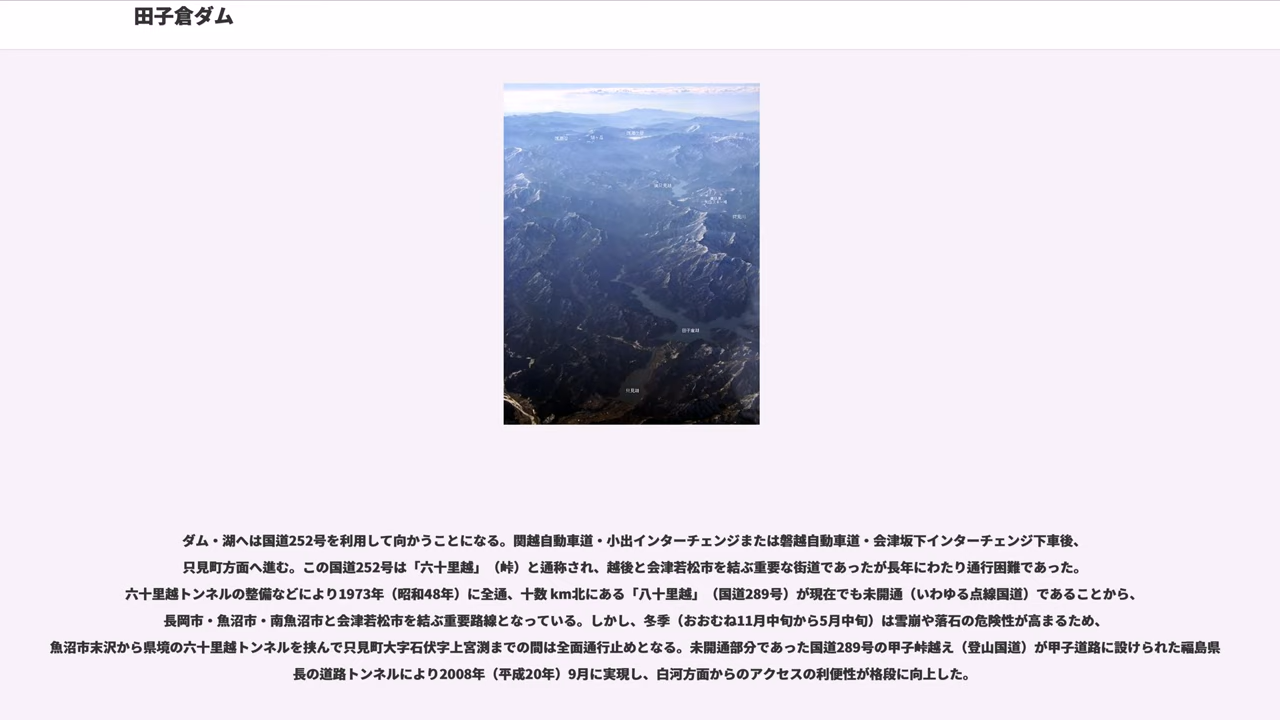 田子倉ダム
田子倉湖
只見湖
ダム・湖へは国道252号を利用して向かうことになる。関越自動車道・小出インターチェンジまたは磐越自動車道・会津坂下インターチェンジ下車後、
只見町方面へ進む。この国道252号は「六十里越」（峠）と通称され、越後と会津若松市を結ぶ重要な街道であったが長年にわたり通行困難であった。
六十里越トンネルの整備などにより1973年（昭和48年）に全通、十数 km北にある「八十里越」（国道289号）が現在でも未開通（いわゆる点線国道）であることから、
長岡市・魚沼市・南魚沼市と会津若松市を結ぶ重要路線となっている。しかし、冬季（おおむね11月中旬から5月中旬）は雪崩や落石の危険性が高まるため、
魚沼市末沢から県境の六十里越トンネルを挟んで只見町大字石伏字上宮渕までの間は全面通行止めとなる。未開通部分であった国道289号の甲子峠越え（登山国道）が甲子道路に設けられた福島県
長の道路トンネルにより2008年（平成20年）9月に実現し、白河方面からのアクセスの利便性が格段に向上した。